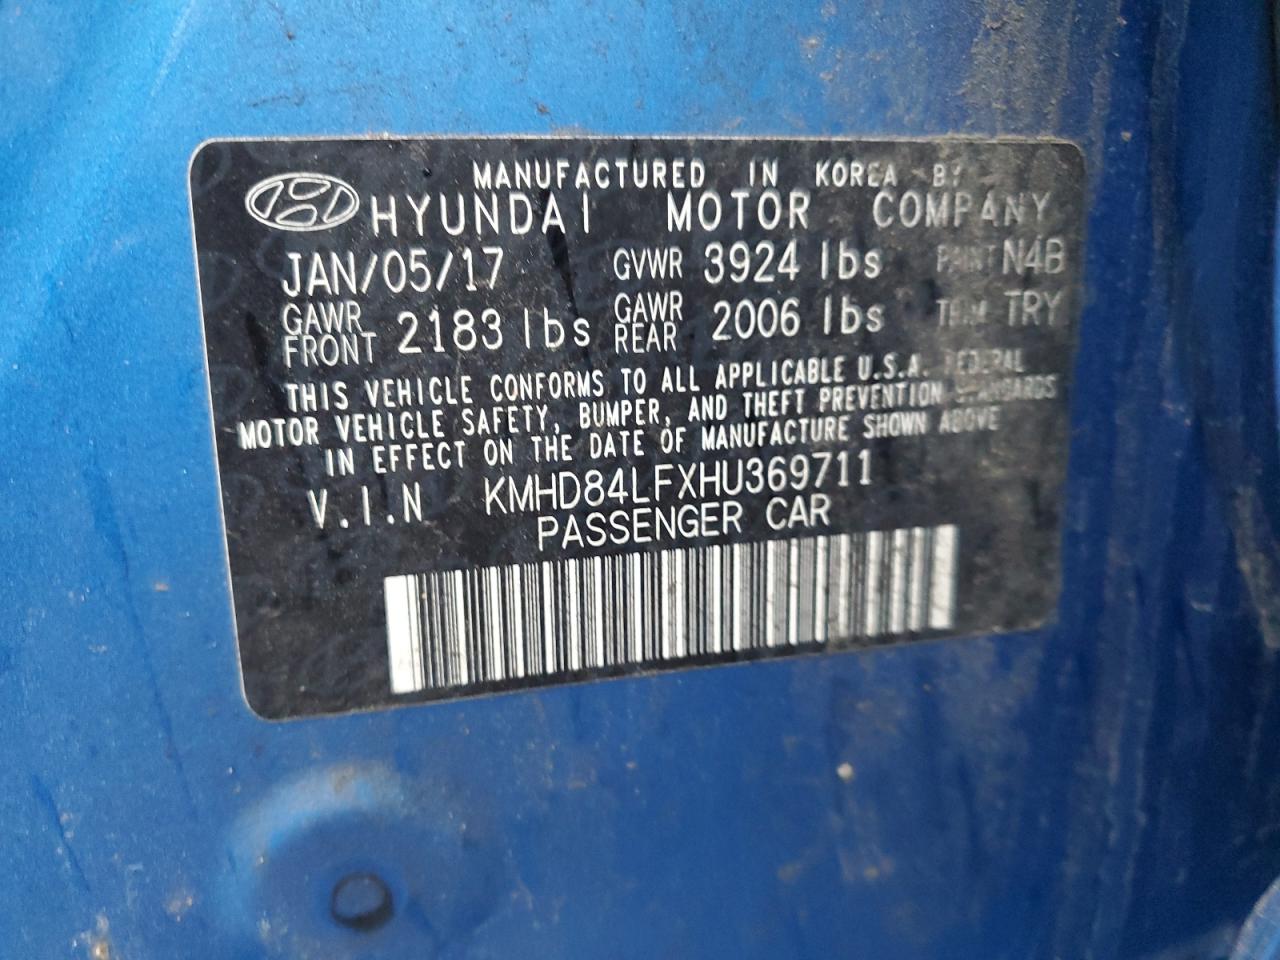 MANUFACTURED IN KOREA BY
HYUNDAI MOTOR COMPANY
JAN/05/17 GVWR 3924 lbs PAINT N4B
GAWR FRONT 2183 lbs GAWR REAR 2006 lbs TRIM TRY
THIS VEHICLE CONFORMS TO ALL APPLICABLE U.S.A. FEDERAL
MOTOR VEHICLE SAFETY, BUMPER, AND THEFT PREVENTION STANDARDS
IN EFFECT ON THE DATE OF MANUFACTURE SHOWN ABOVE
V.I.N KMHD84LFXHU369711
PASSENGER CAR